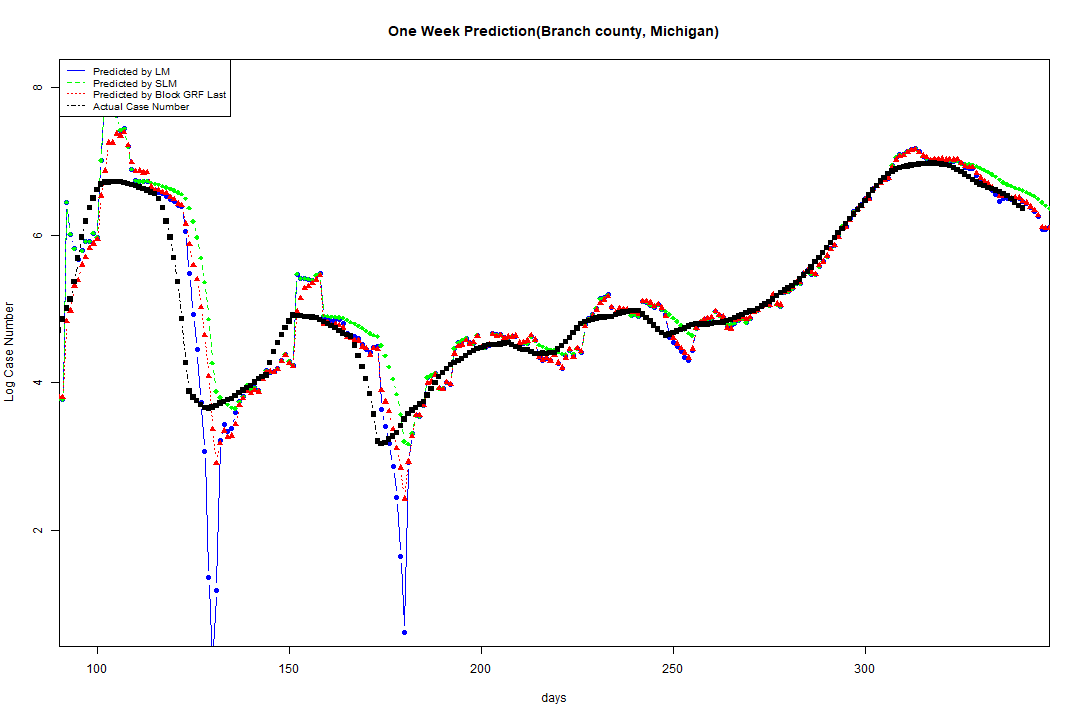 One Week Prediction(Branch county, Michigan)
Predicted by LM
Predicted by SLM
Predicted by Block GRF Last
Actual Case Number
Log Case Number
8
6
4
2
100 150 200 250 300
days